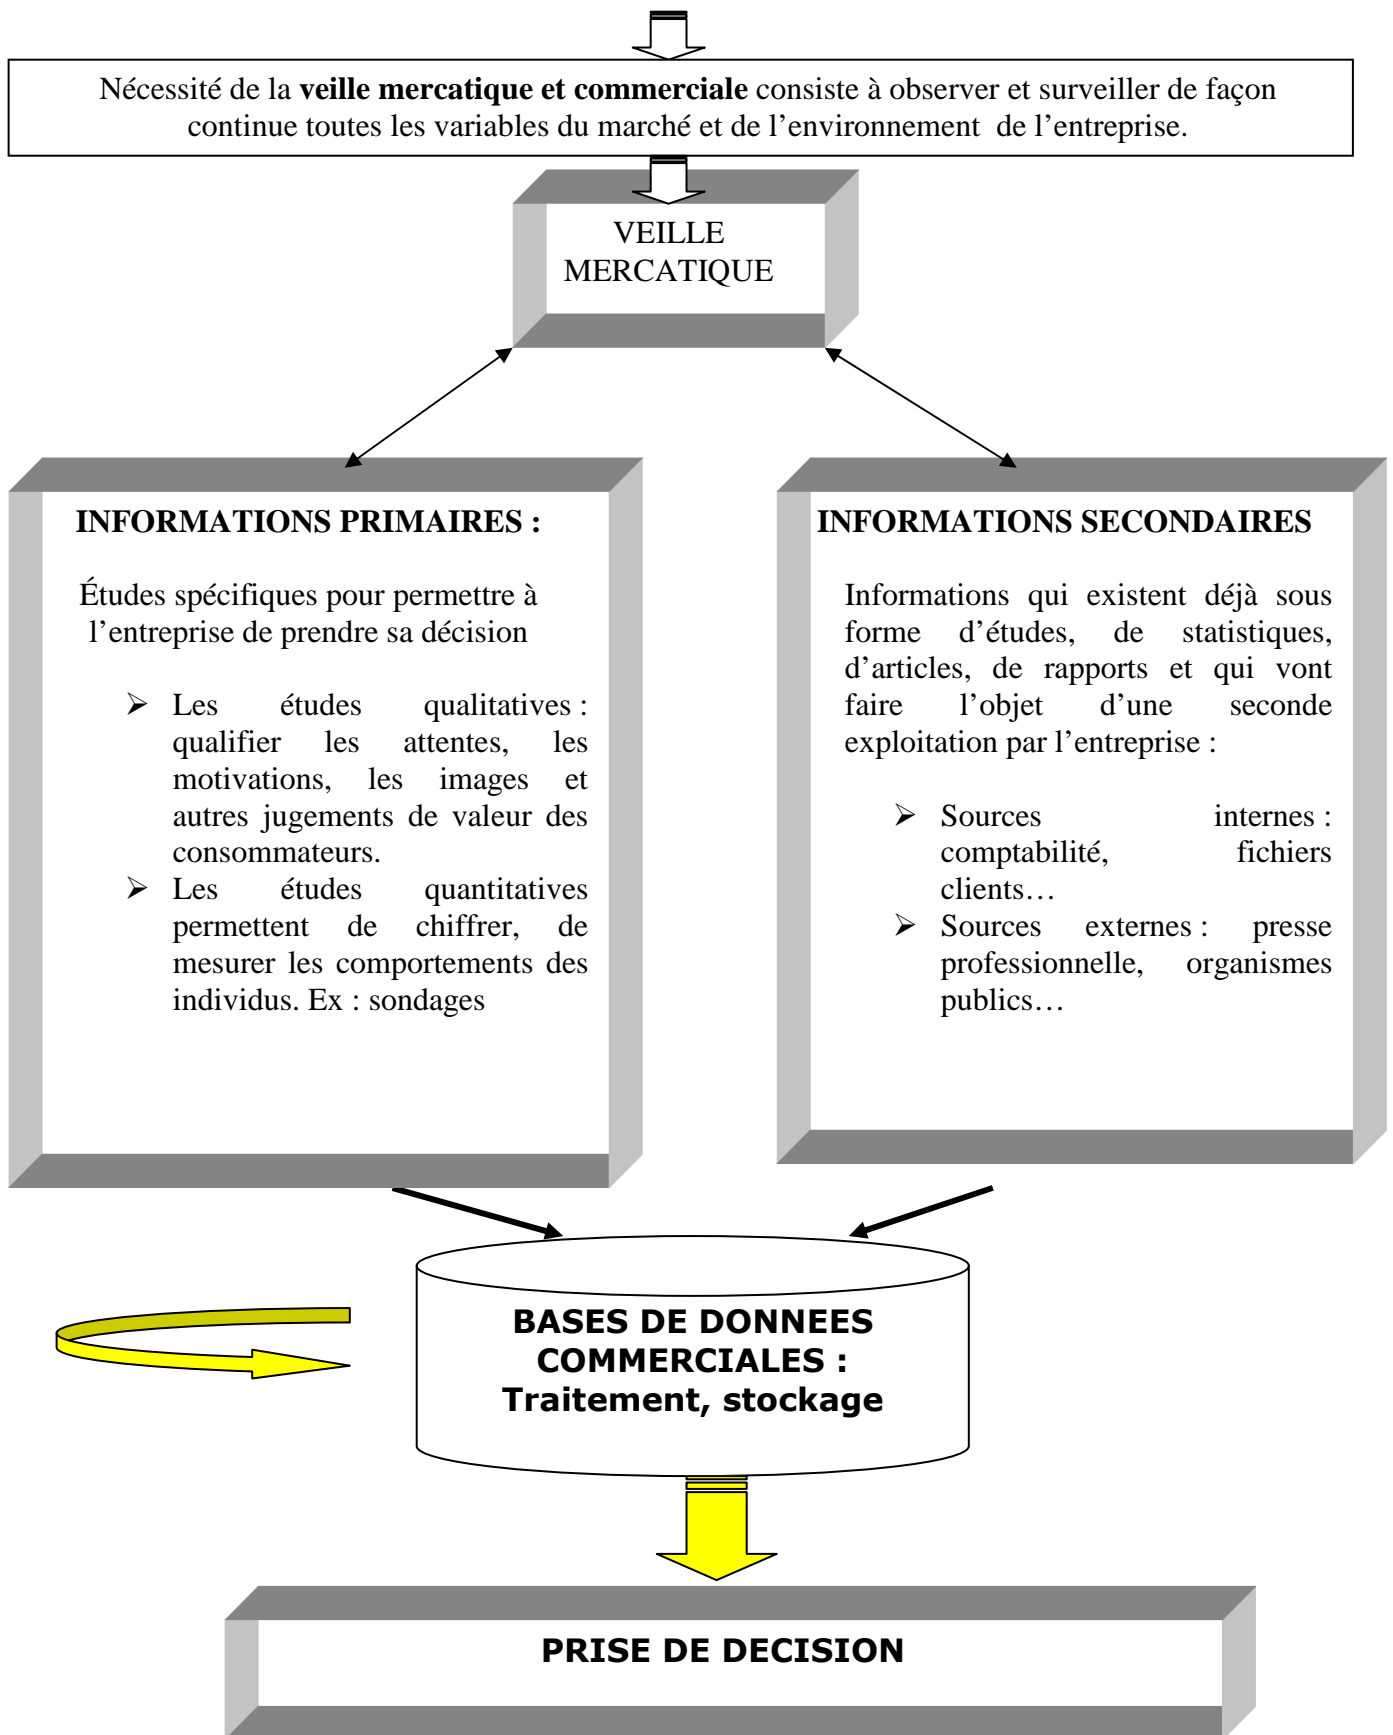 Nécessité de la veille mercatique et commerciale consiste à observer et surveiller de façon
continue toutes les variables du marché et de l’environnement de l’entreprise.
VEILLE
MERCATIQUE
INFORMATIONS PRIMAIRES :
Études spécifiques pour permettre à
l’entreprise de prendre sa décision
➢ Les études qualitatives :
qualifier les attentes, les
motivations, les images et
autres jugements de valeur des
consommateurs.
➢ Les études quantitatives
permettent de chiffrer, de
mesurer les comportements des
individus. Ex : sondages
INFORMATIONS SECONDAIRES
Informations qui existent déjà sous
forme d’études, de statistiques,
d’articles, de rapports et qui vont
faire l’objet d’une seconde
exploitation par l’entreprise :
➢ Sources internes :
comptabilité, fichiers
clients…
➢ Sources externes : presse
professionnelle, organismes
publics…
BASES DE DONNEES
COMMERCIALES :
Traitement, stockage
PRISE DE DECISION